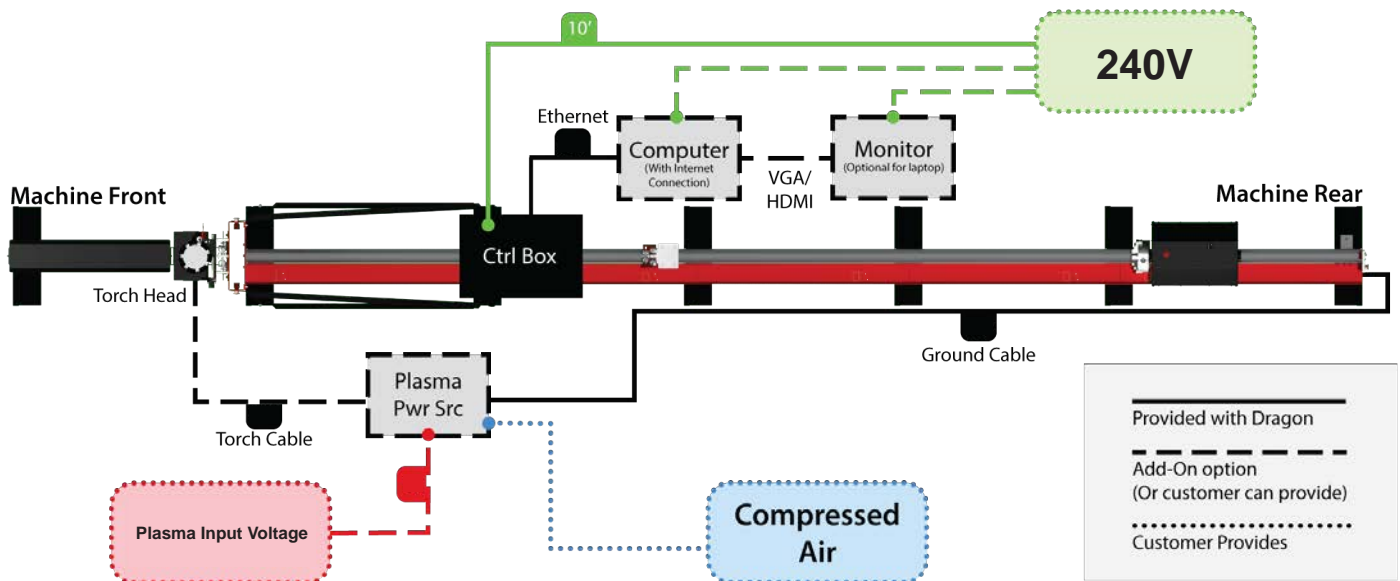 10'
240V
Ethernet
Computer
(With Internet
Connection)
VGA/
HDMI
Monitor
(Optional for laptop)
Machine Front
Machine Rear
Ctrl Box
Torch Head
Ground Cable
Plasma
Pwr Src
Torch Cable
Plasma Input Voltage
Compressed
Air
Provided with Dragon
Add-On option
(Or customer can provide)
Customer Provides